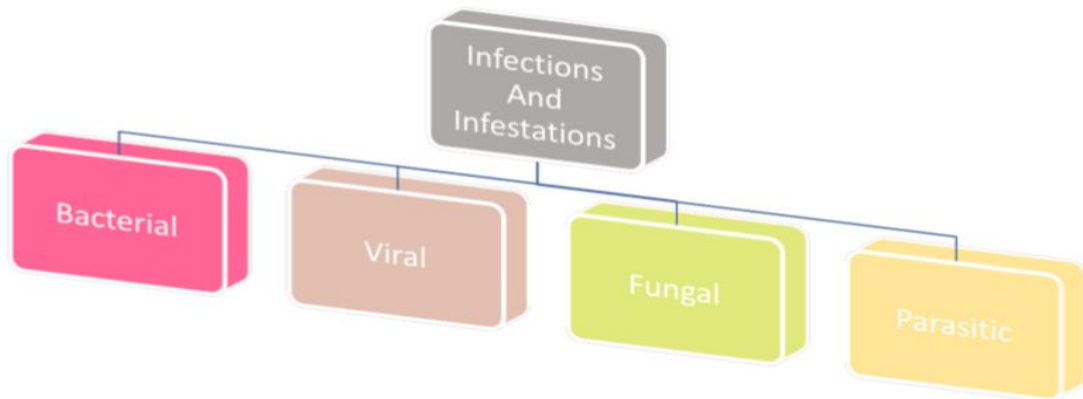 Infections
And
Infestations
Bacterial
Viral
Fungal
Parasitic